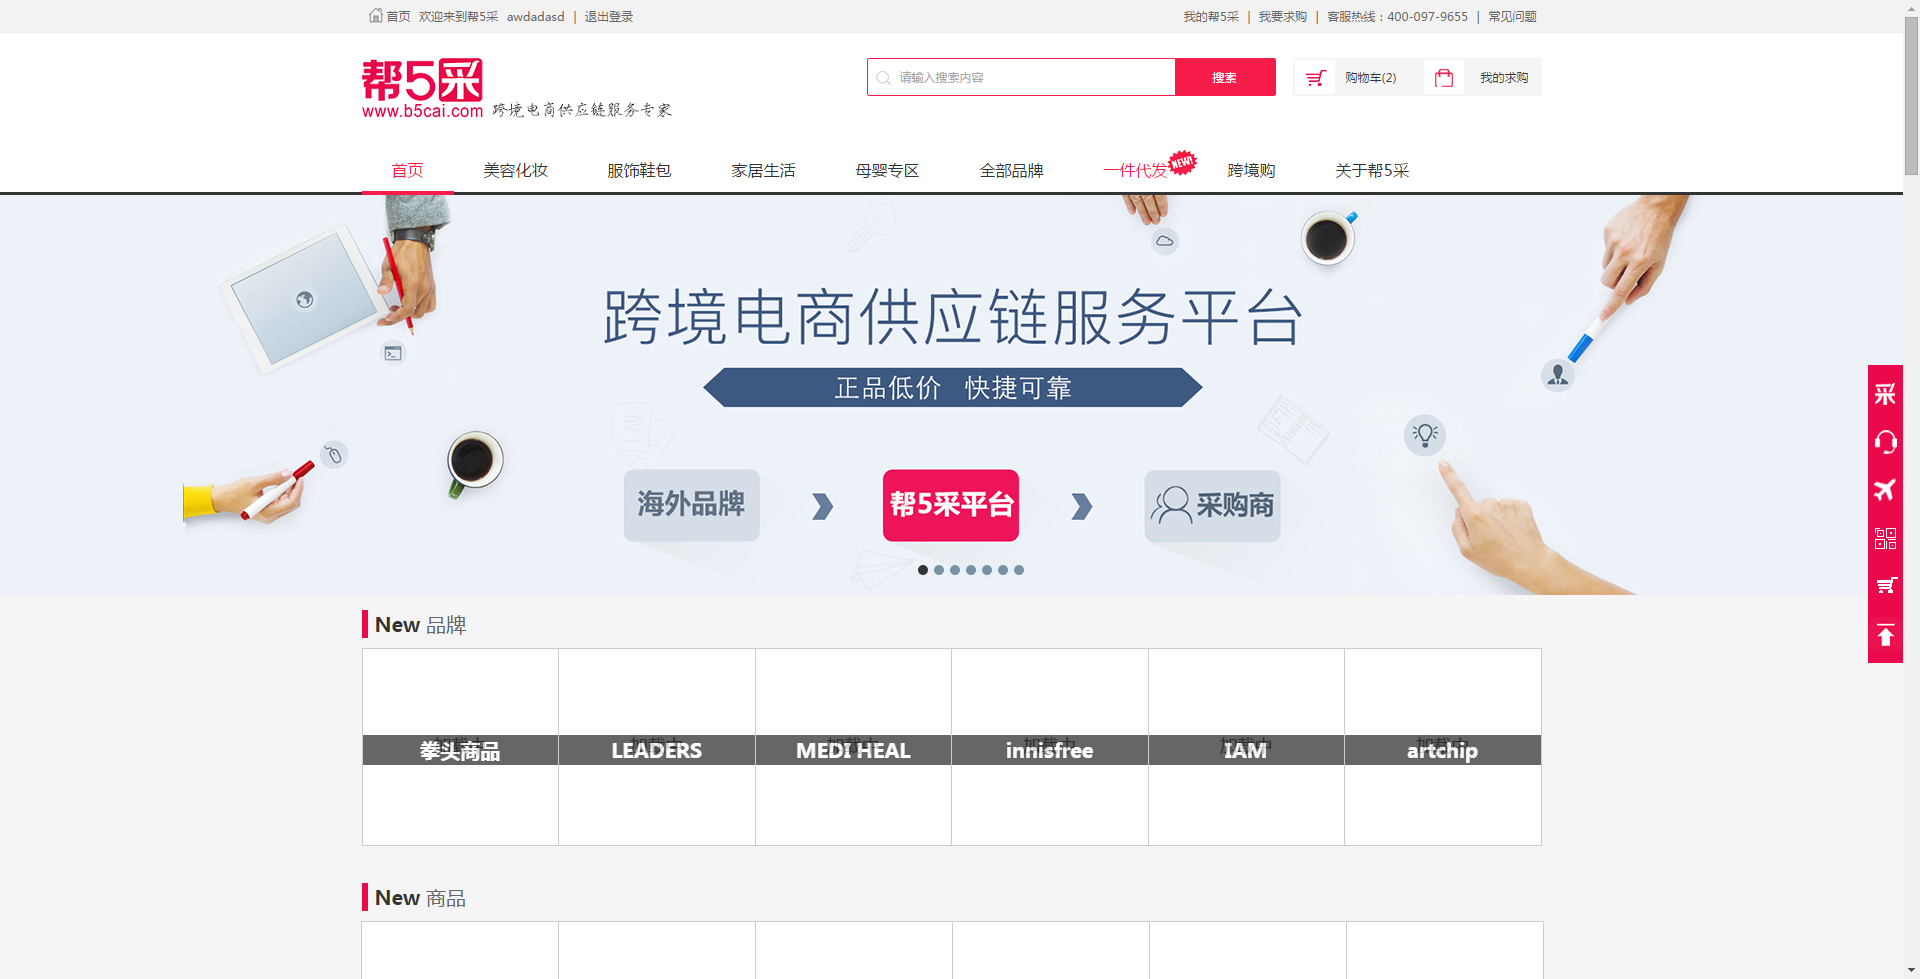 首页 欢迎来到帮5采 awdadasd | 退出登录
我的帮5采 | 我要求购 | 客服热线：400-097-9655 | 常见问题
帮5采
www.b5cai.com 跨境电商供应链服务专家
请输入搜索内容
搜索
购物车(2)
我的求购
首页 美容化妆 服饰鞋包 家居生活 母婴专区 全部品牌 一件代发 NEW! 跨境购 关于帮5采
跨境电商供应链服务平台
正品低价 快捷可靠
海外品牌
帮5采平台
采购商
采
New 品牌
拳头商品 LEADERS MEDI HEAL innisfree IAM artchip
New 商品